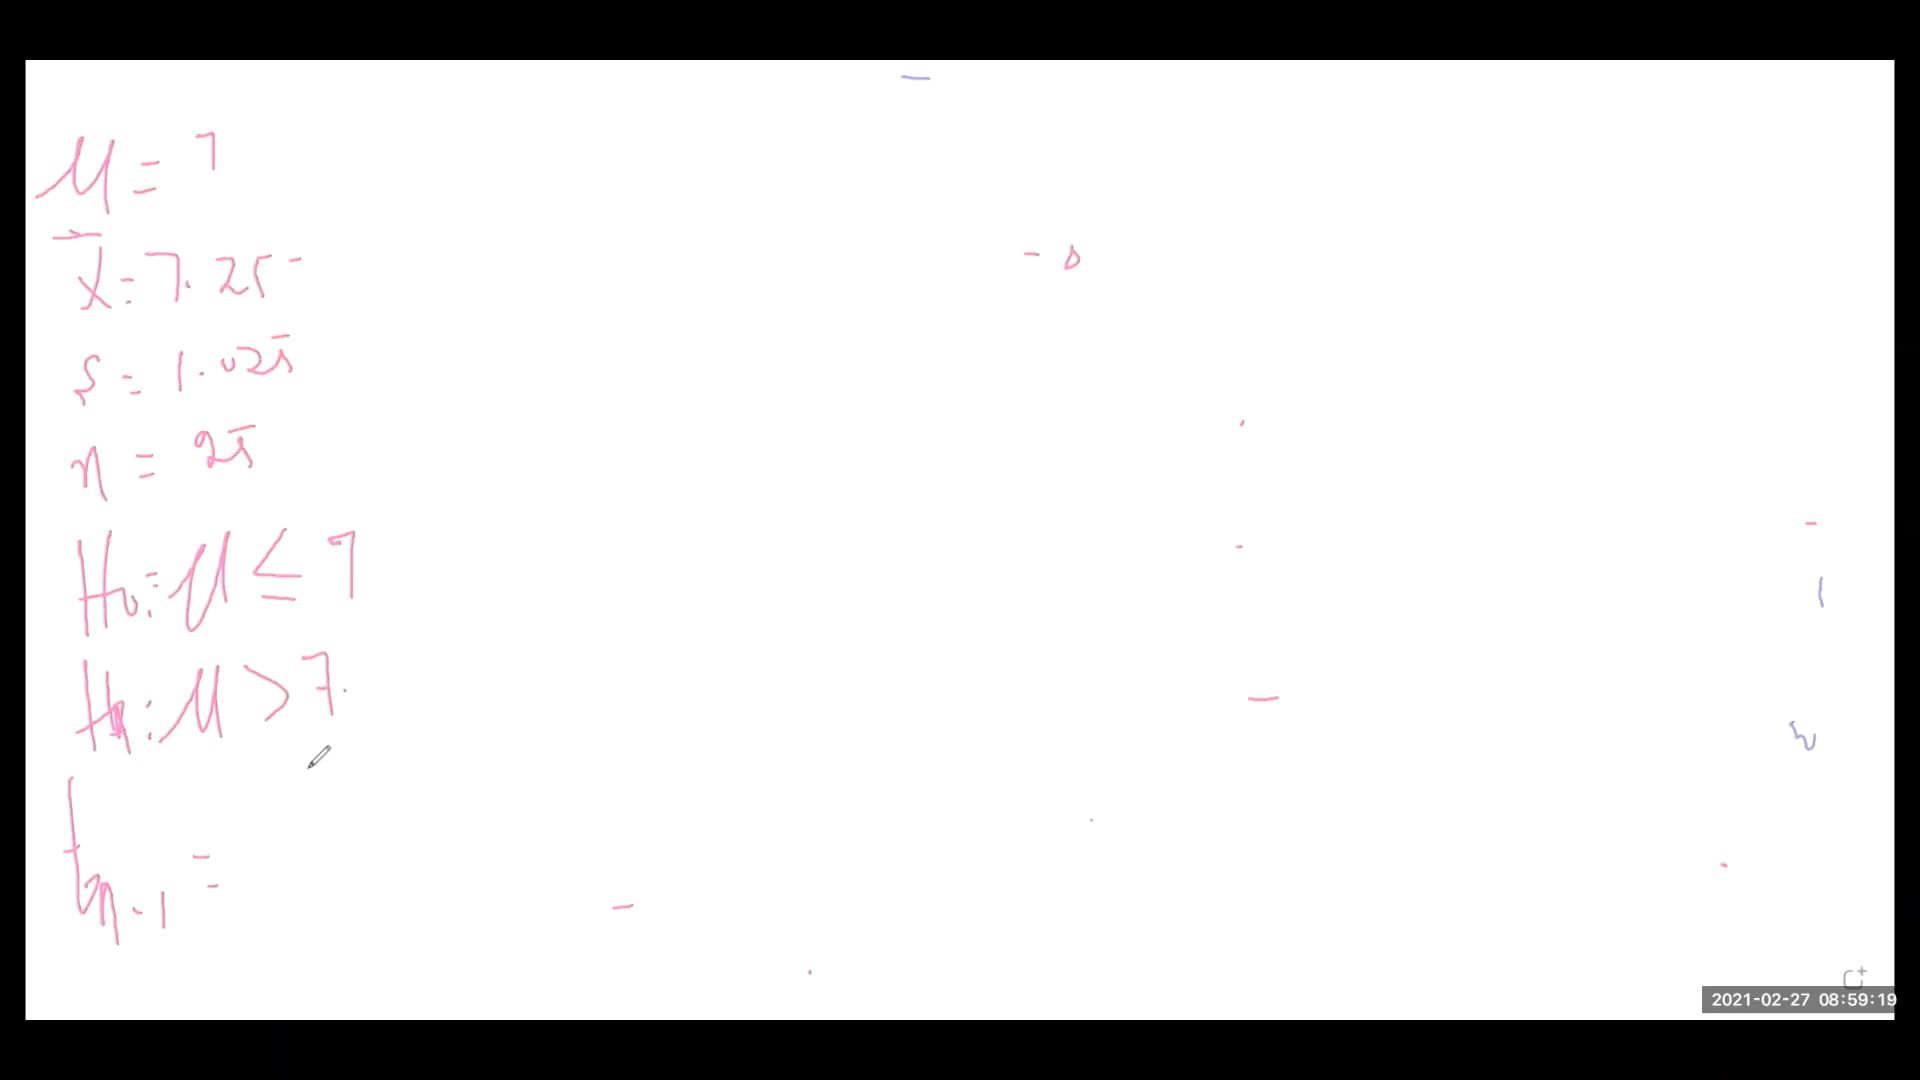 μ = 7
x̄ = 7.25
s = 1.025
n = 25
H₀: μ ≤ 7
H₁: μ > 7.
tₙ₋₁ =
2021-02-27 08:59:19